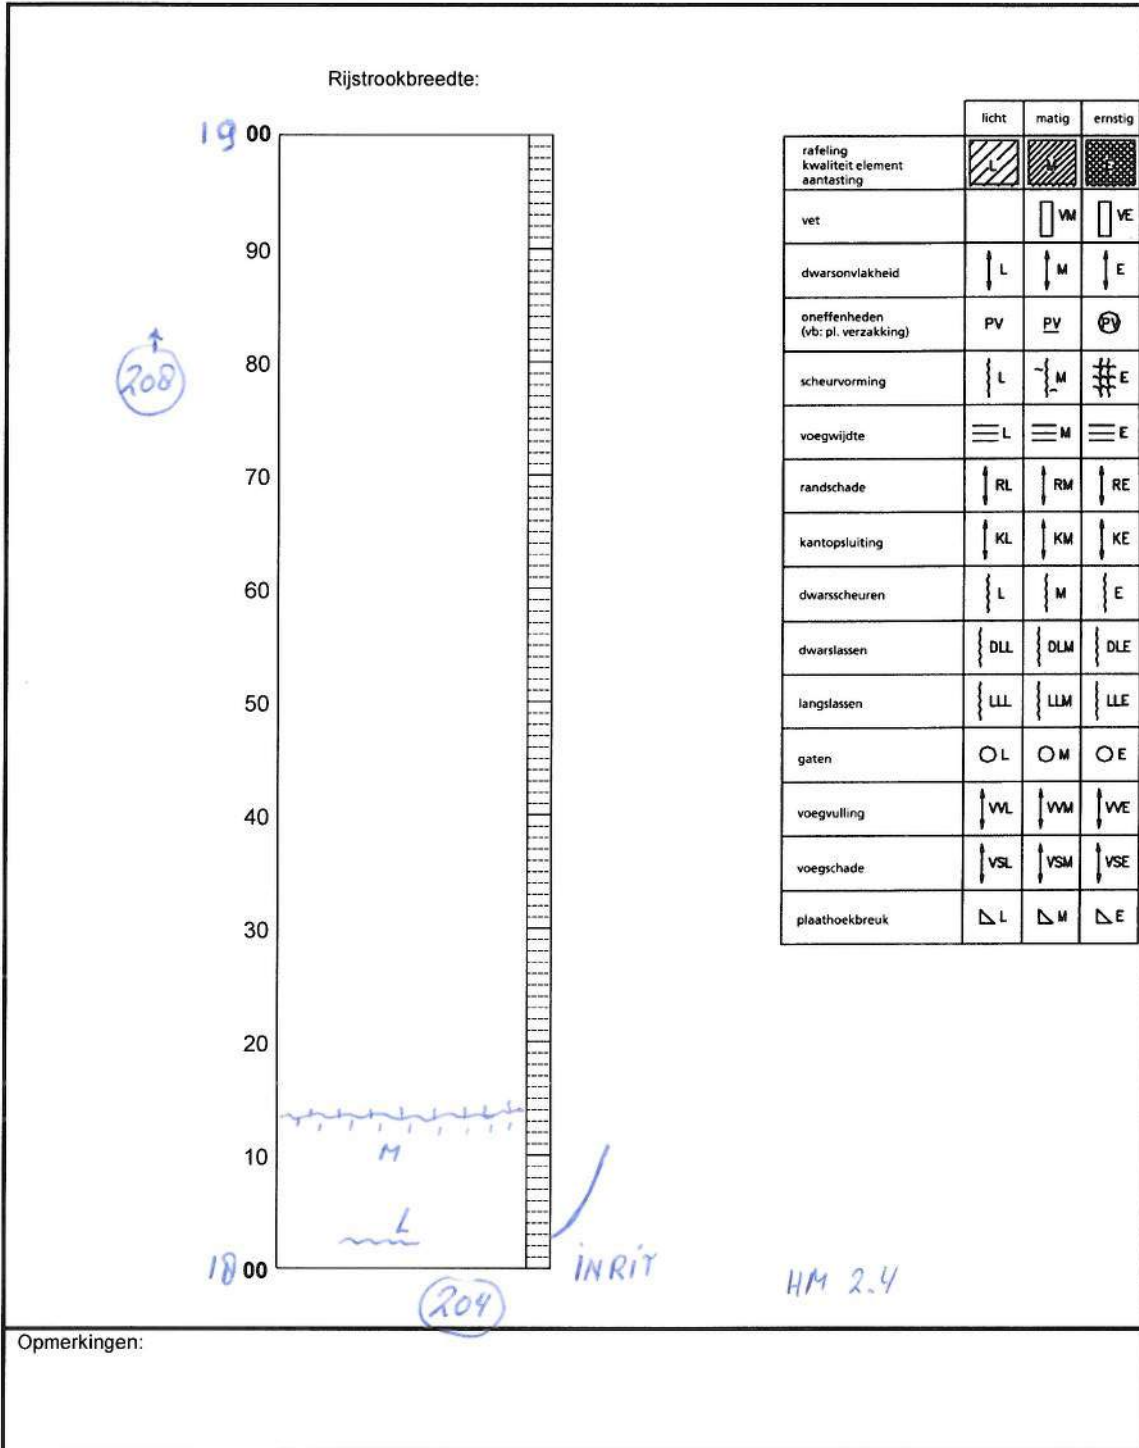 Rijstrookbreedte:
19 00
90
80
208
70
60
50
40
30
20
10
M
L
18 00
204
INRIT
HM 2.4
licht matig ernstig
rafeling
kwaliteit element
aantasting
L M E
vet VM VE
dwarsonvlakheid L M E
oneffenheden
(vb: pl. verzakking)
PV PV PV
scheurvorming L M E
voegwijdte L M E
randschade RL RM RE
kantopsluiting KL KM KE
dwarsscheuren L M E
dwarslassen DLL DLM DLE
langslassen LLL LLM LLE
gaten L M E
voegvulling VVL VVM VVE
voegschade VSL VSM VSE
plaathoekbreuk L M E
Opmerkingen: